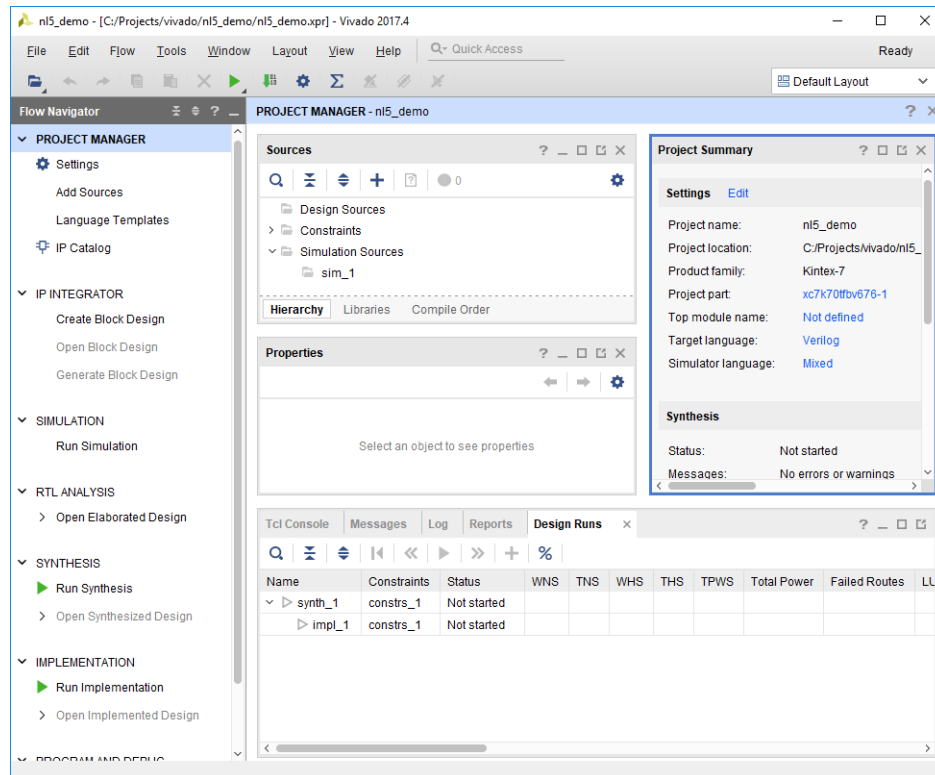 nl5_demo - [C:/Projects/vivado/nl5_demo/nl5_demo.xpr] - Vivado 2017.4
File Edit Flow Tools Window Layout View Help Quick Access Ready
Default Layout
Flow Navigator
PROJECT MANAGER
Settings
Add Sources
Language Templates
IP Catalog
IP INTEGRATOR
Create Block Design
Open Block Design
Generate Block Design
SIMULATION
Run Simulation
RTL ANALYSIS
Open Elaborated Design
SYNTHESIS
Run Synthesis
Open Synthesized Design
IMPLEMENTATION
Run Implementation
Open Implemented Design
PROGRAM AND DEBUG
PROJECT MANAGER - nl5_demo
Sources
0
Design Sources
Constraints
Simulation Sources
sim_1
Hierarchy Libraries Compile Order
Properties
Select an object to see properties
Project Summary
Settings Edit
Project name: nl5_demo
Project location: C:/Projects/vivado/nl5_
Product family: Kintex-7
Project part: xc7k70tfbv676-1
Top module name: Not defined
Target language: Verilog
Simulator language: Mixed
Synthesis
Status: Not started
Messages: No errors or warnings
Tcl Console Messages Log Reports Design Runs
Name Constraints Status WNS TNS WHS THS TPWS Total Power Failed Routes LU
synth_1 constrs_1 Not started
impl_1 constrs_1 Not started